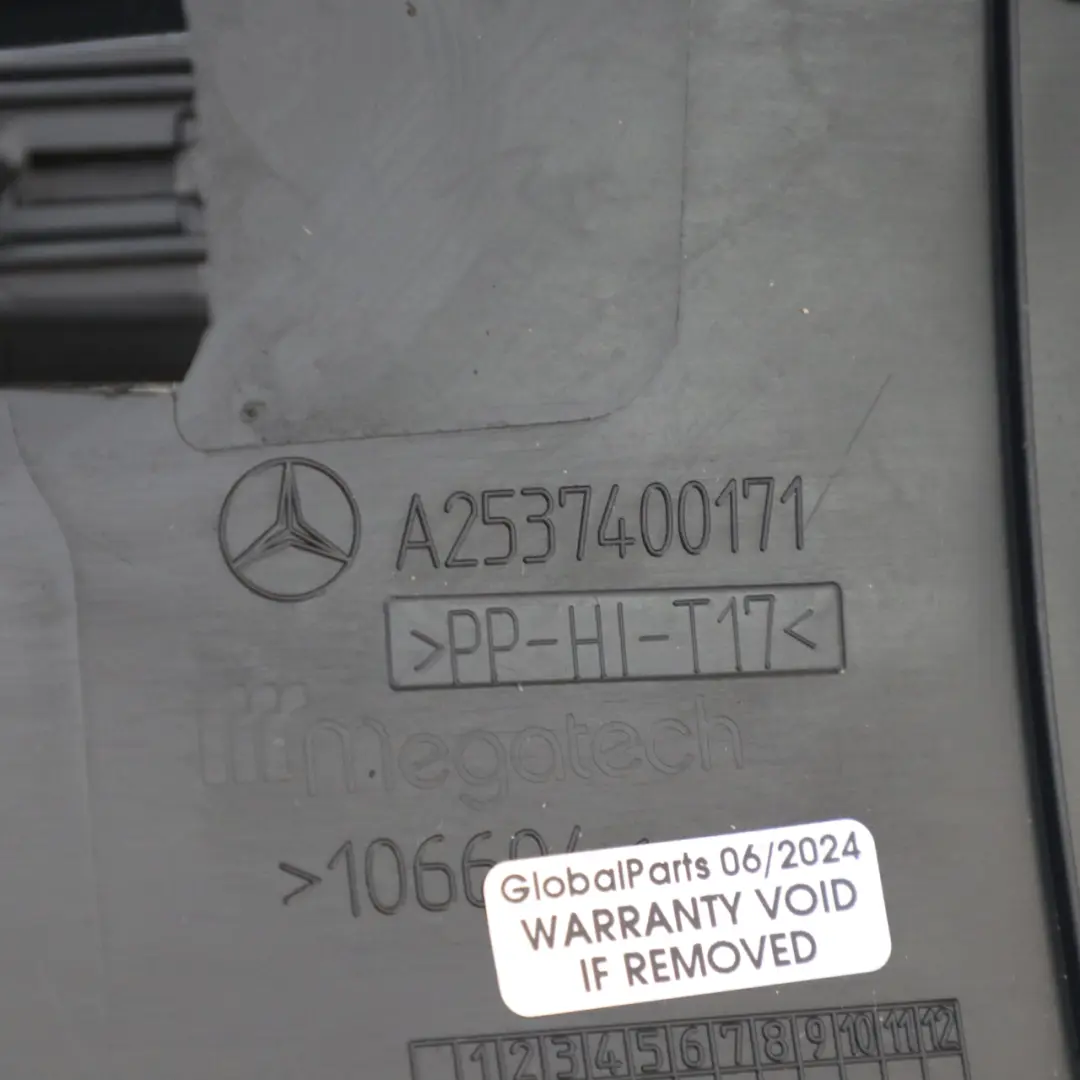 A2537400171
>PP-HI-T17<
megatech
GlobalParts 06/2024
WARRANTY VOID
IF REMOVED
1 2 3 4 5 6 7 8 9 10 11 12